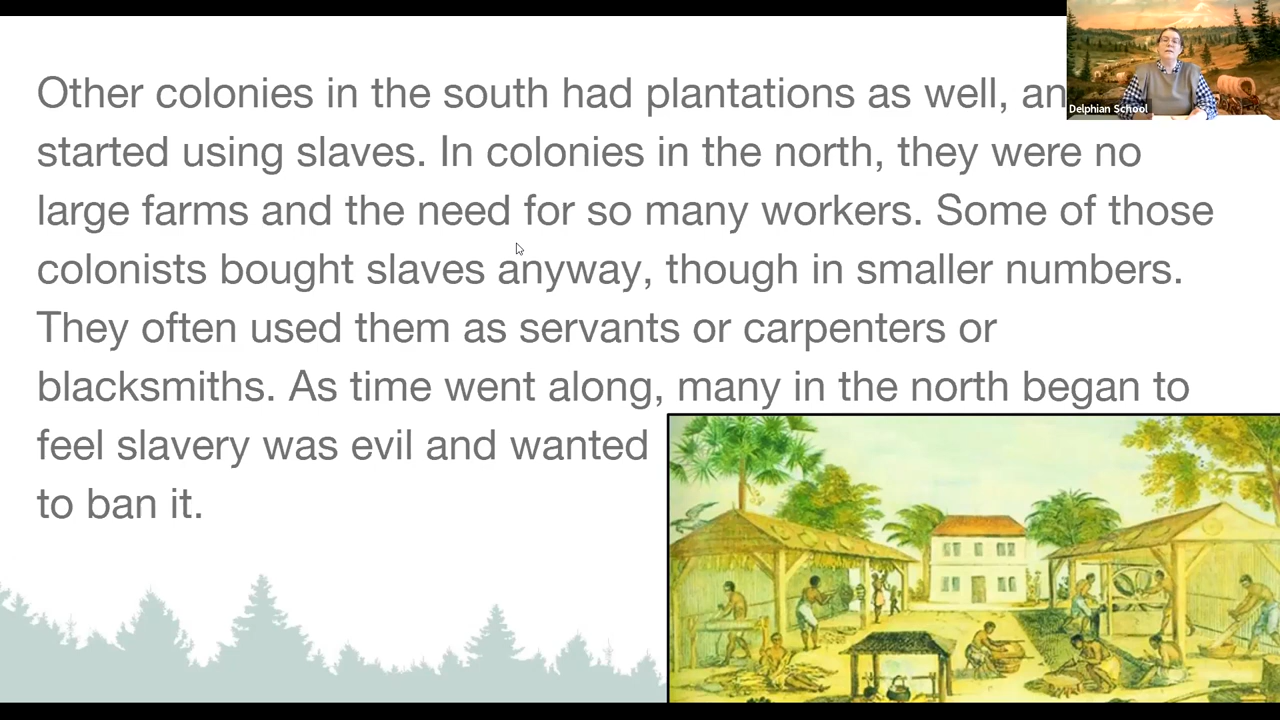 Other colonies in the south had plantations as well, an
started using slaves. In colonies in the north, they were no
large farms and the need for so many workers. Some of those
colonists bought slaves anyway, though in smaller numbers.
They often used them as servants or carpenters or
blacksmiths. As time went along, many in the north began to
feel slavery was evil and wanted
to ban it.
Delphian School